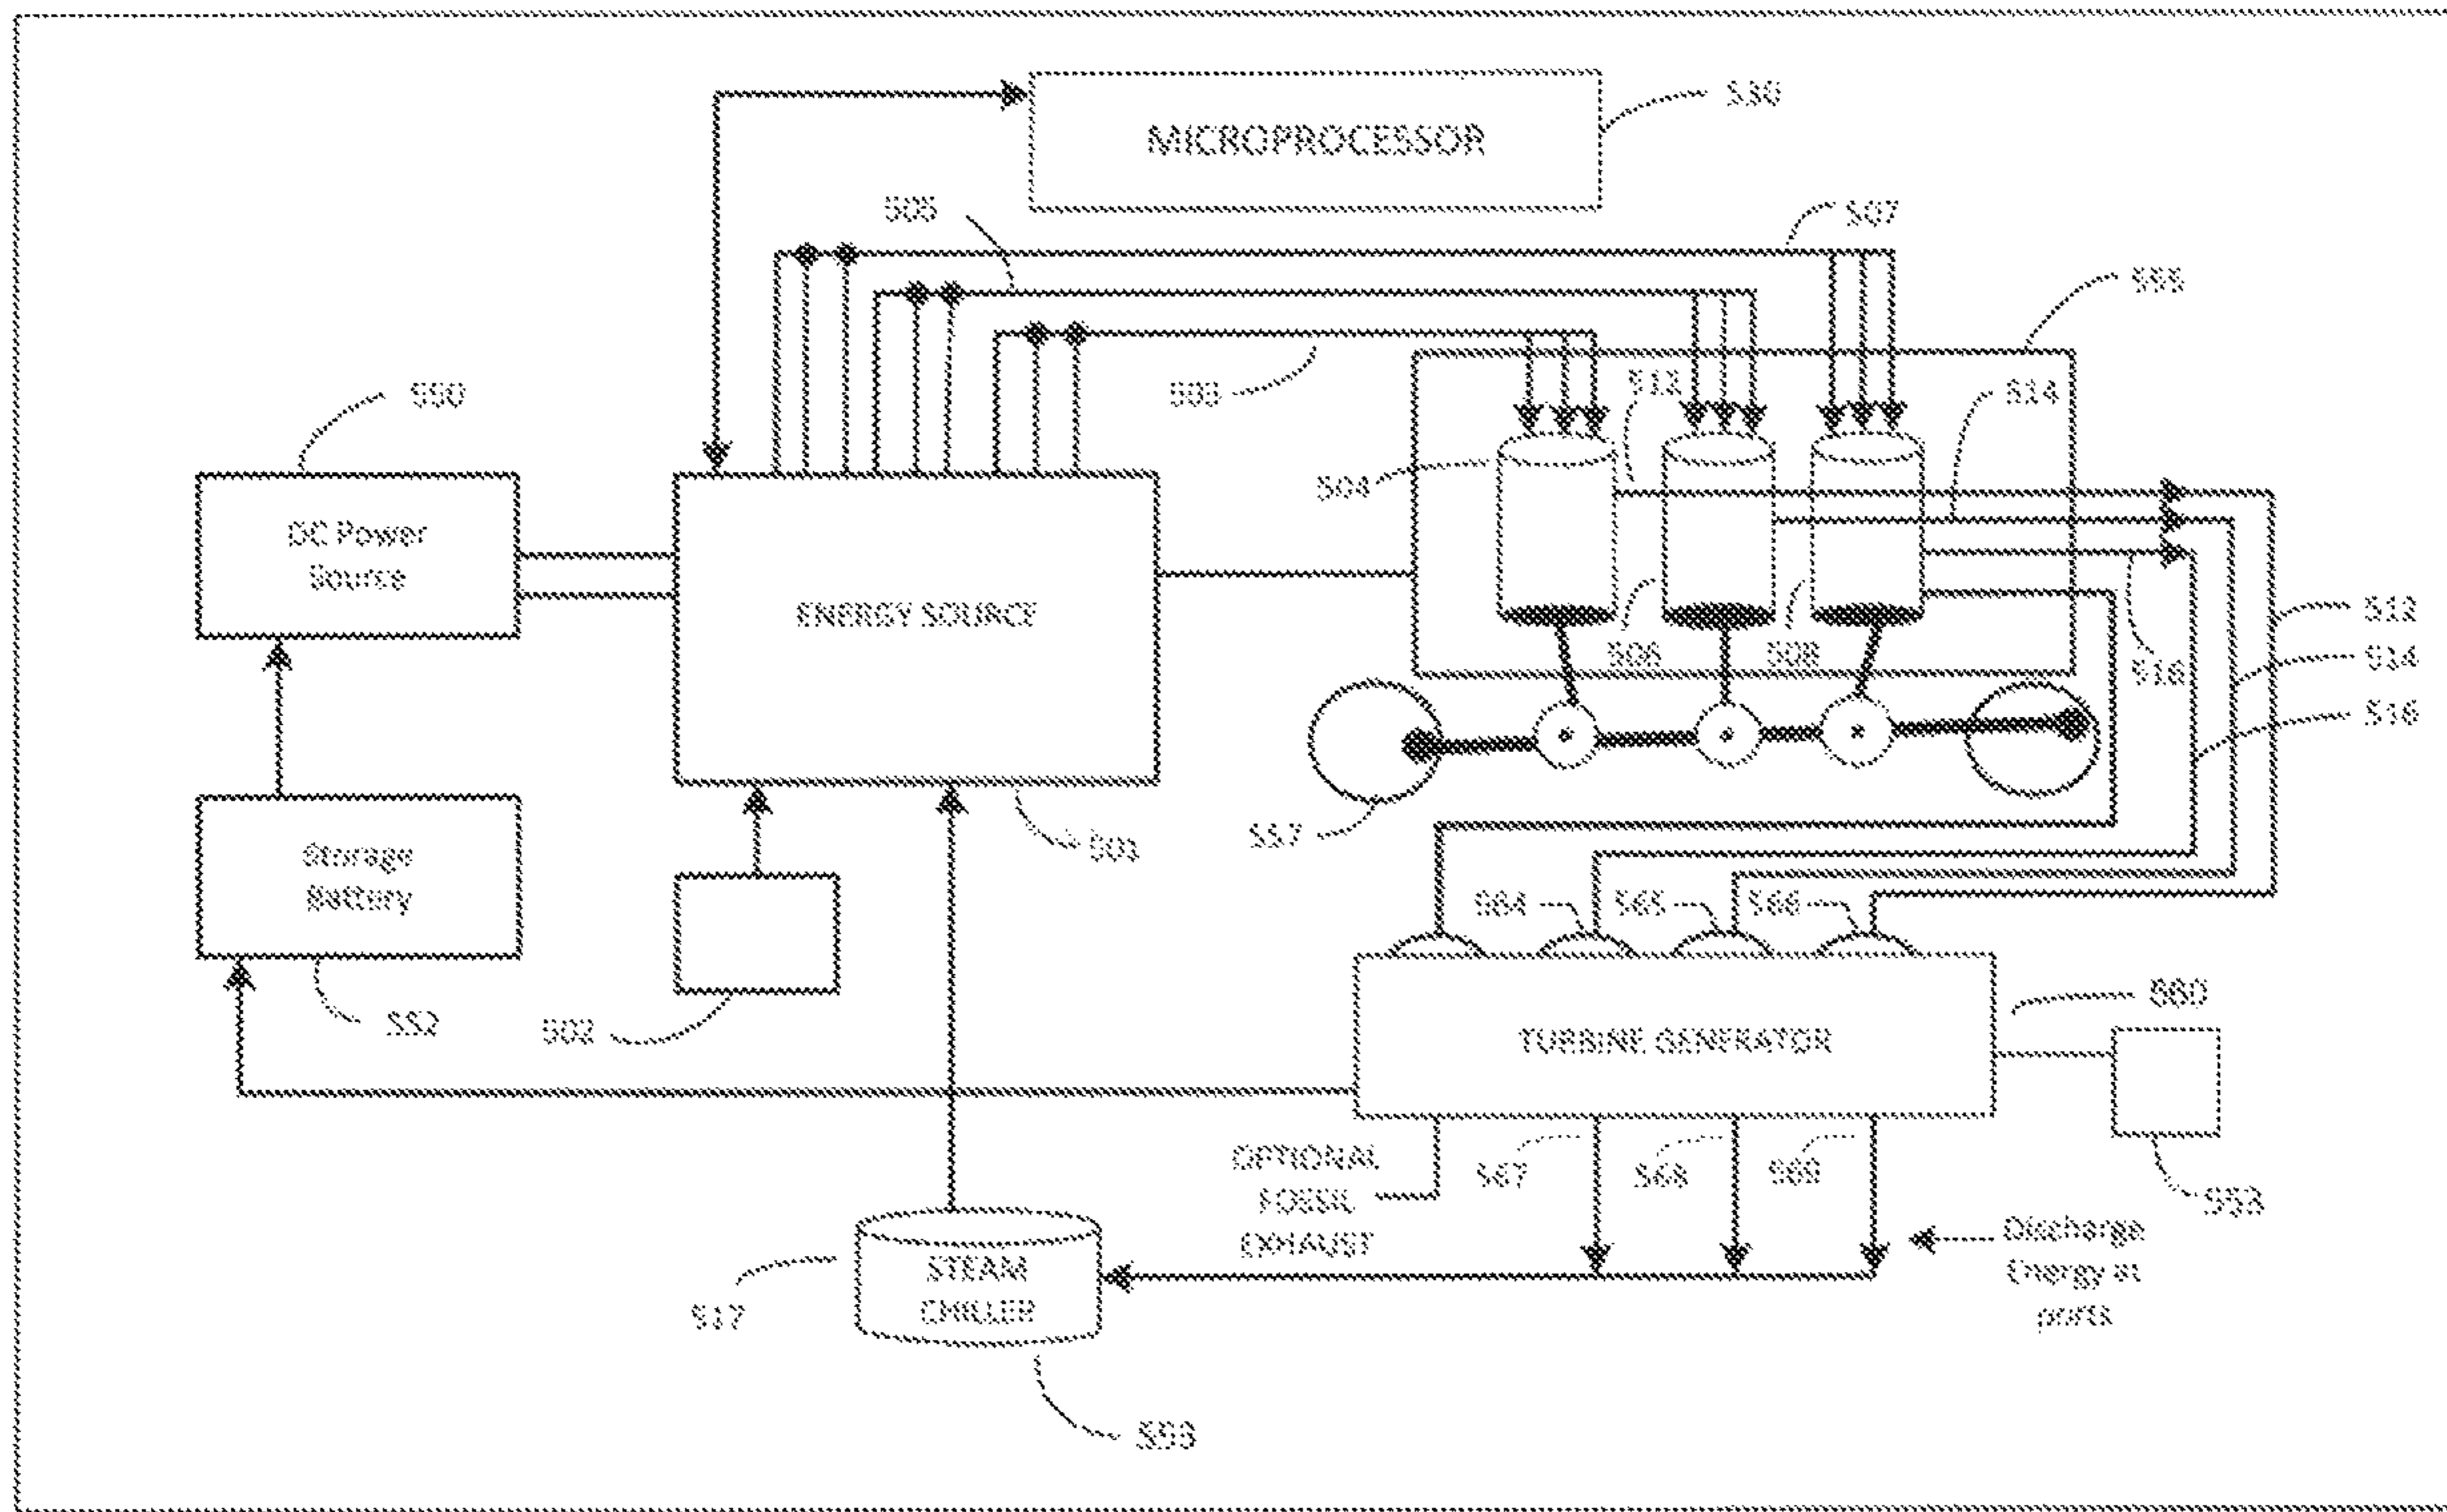 MICROPROCESSOR
530
505
507
555
550
503
512
514
504
DC Power
Source
ENERGY SOURCE
512
506
508
516
514
516
557
501
Storage
Battery
564
565
566
552
502
560
TURBINE GENERATOR
OPTIONAL
FOSSIL
EXHAUST
567
568
569
553
Discharge
Energy at
ports
STEAM
CHILLER
517